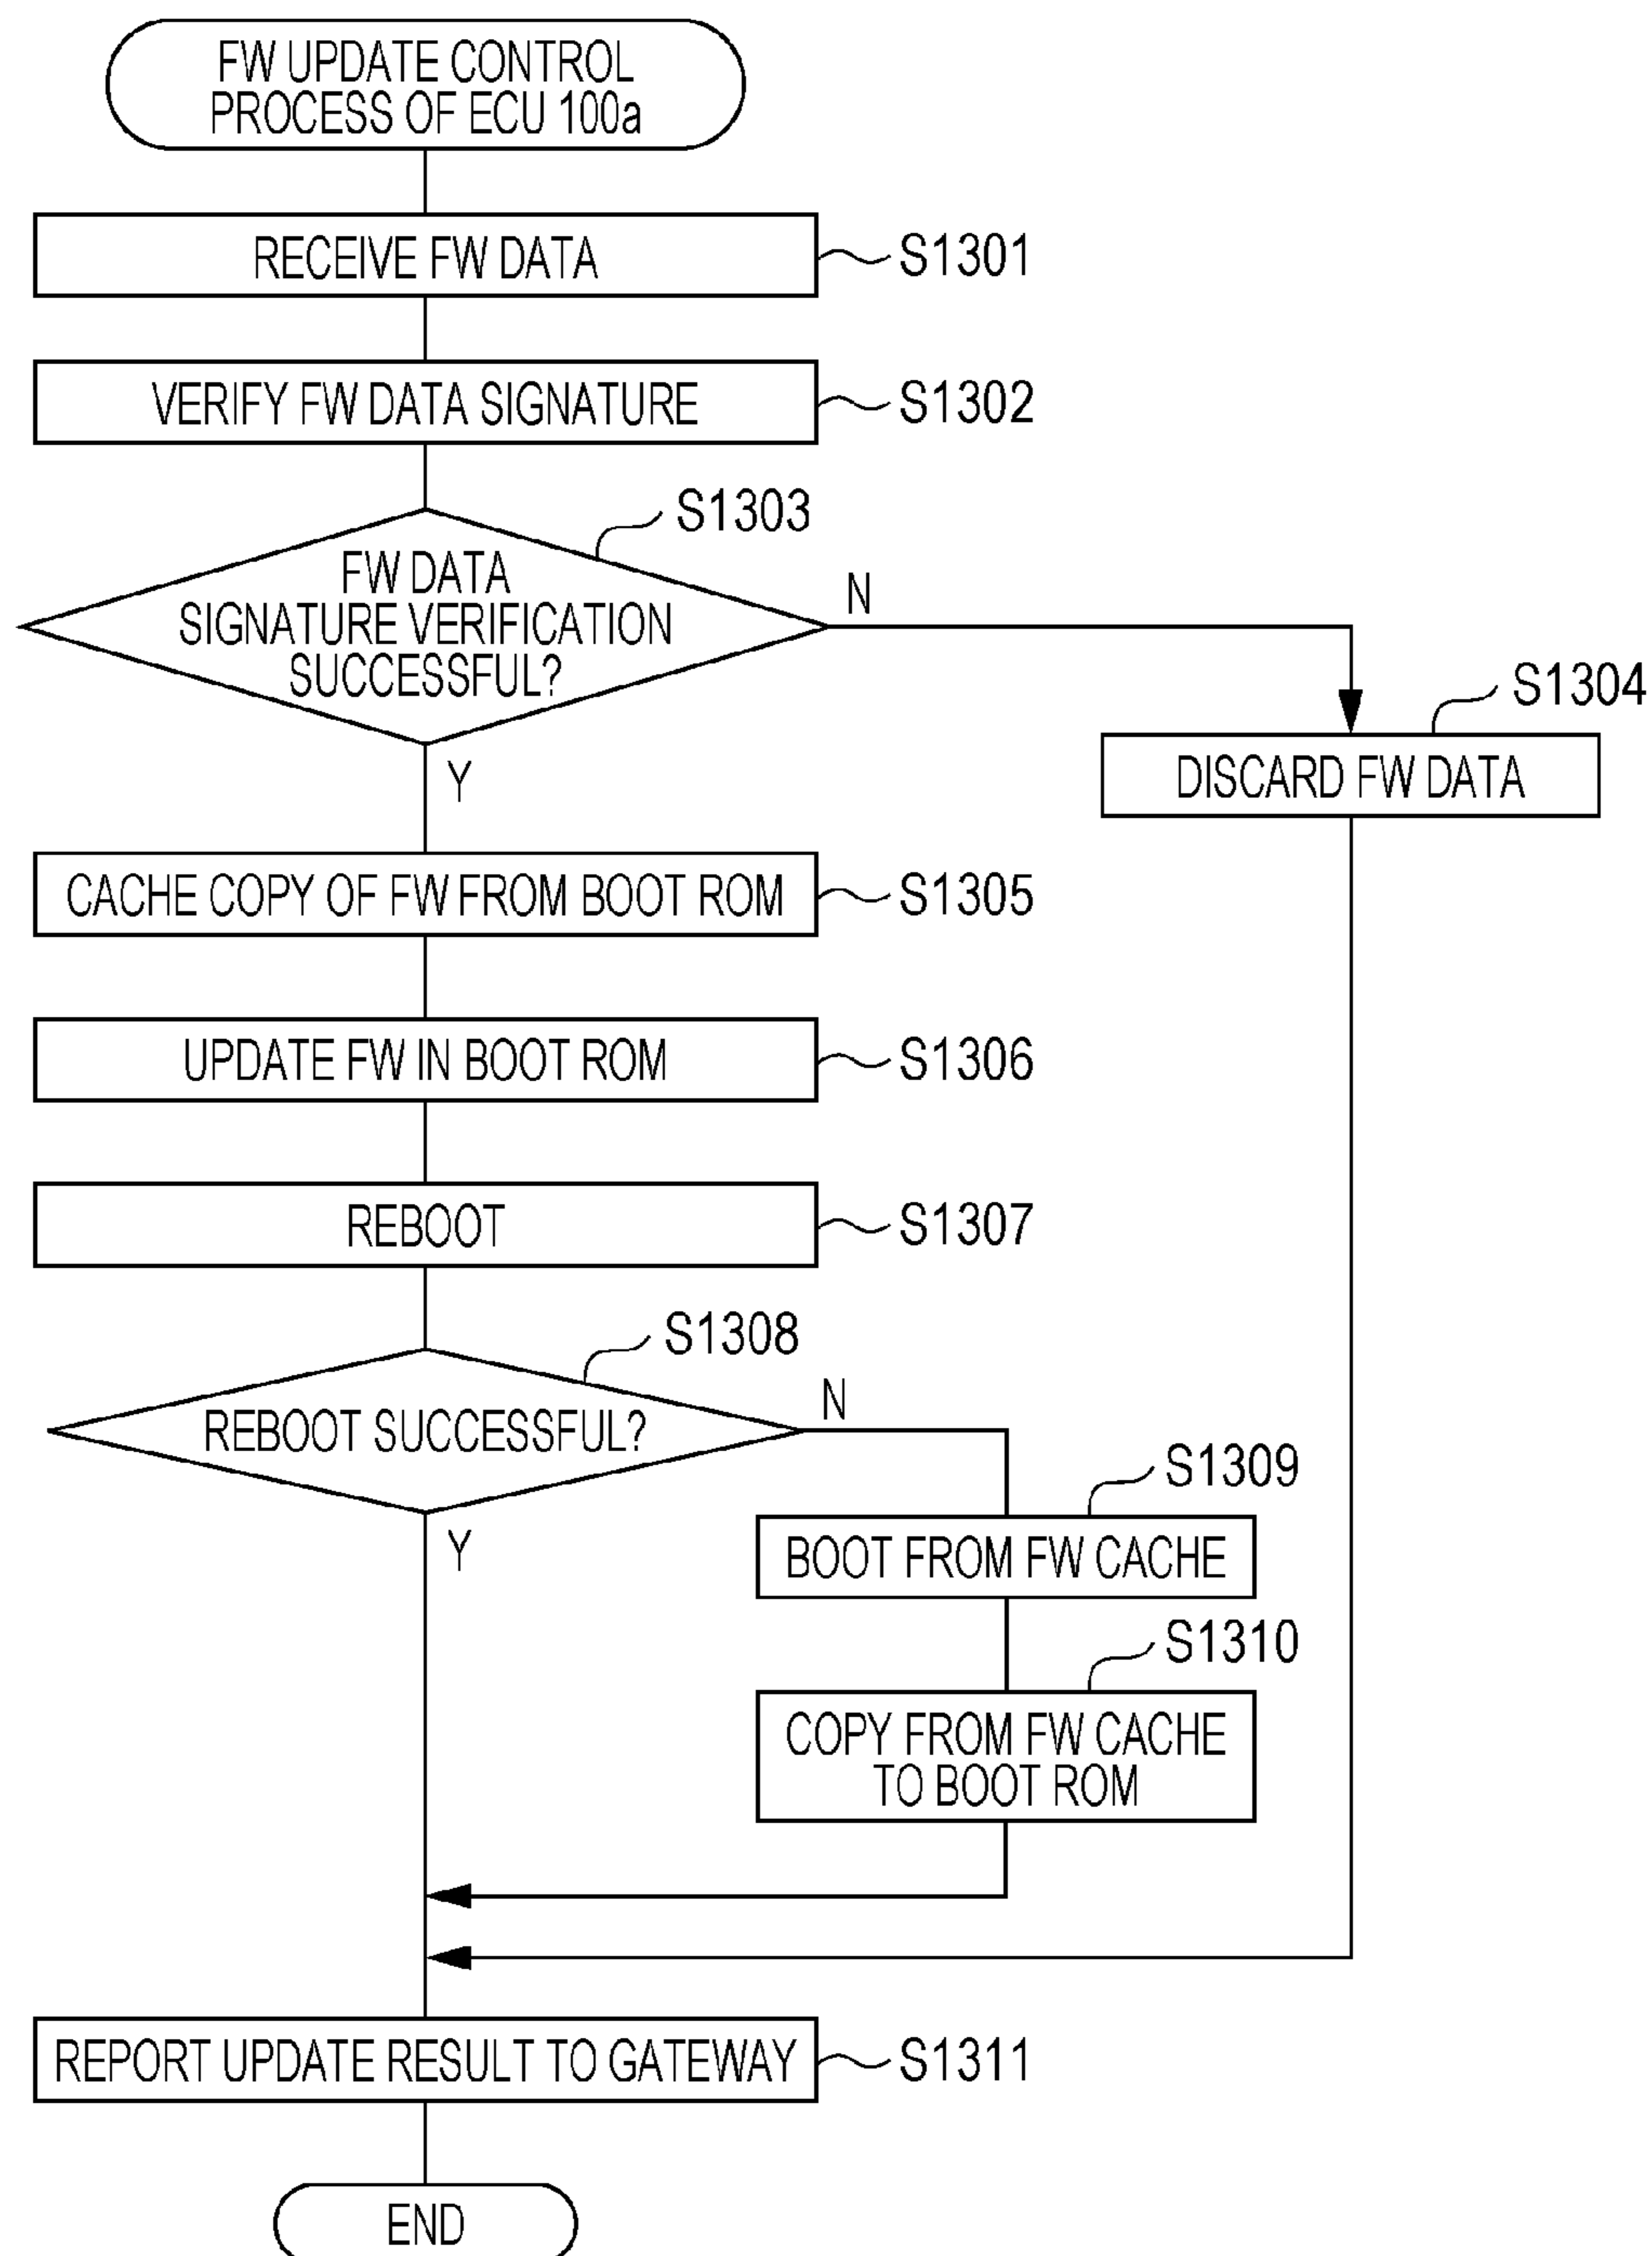 FW UPDATE CONTROL
PROCESS OF ECU 100a
RECEIVE FW DATA
S1301
VERIFY FW DATA SIGNATURE
S1302
S1303
FW DATA
SIGNATURE VERIFICATION
SUCCESSFUL?
N
Y
S1304
DISCARD FW DATA
CACHE COPY OF FW FROM BOOT ROM
S1305
UPDATE FW IN BOOT ROM
S1306
REBOOT
S1307
S1308
REBOOT SUCCESSFUL?
N
Y
S1309
BOOT FROM FW CACHE
S1310
COPY FROM FW CACHE
TO BOOT ROM
REPORT UPDATE RESULT TO GATEWAY
S1311
END